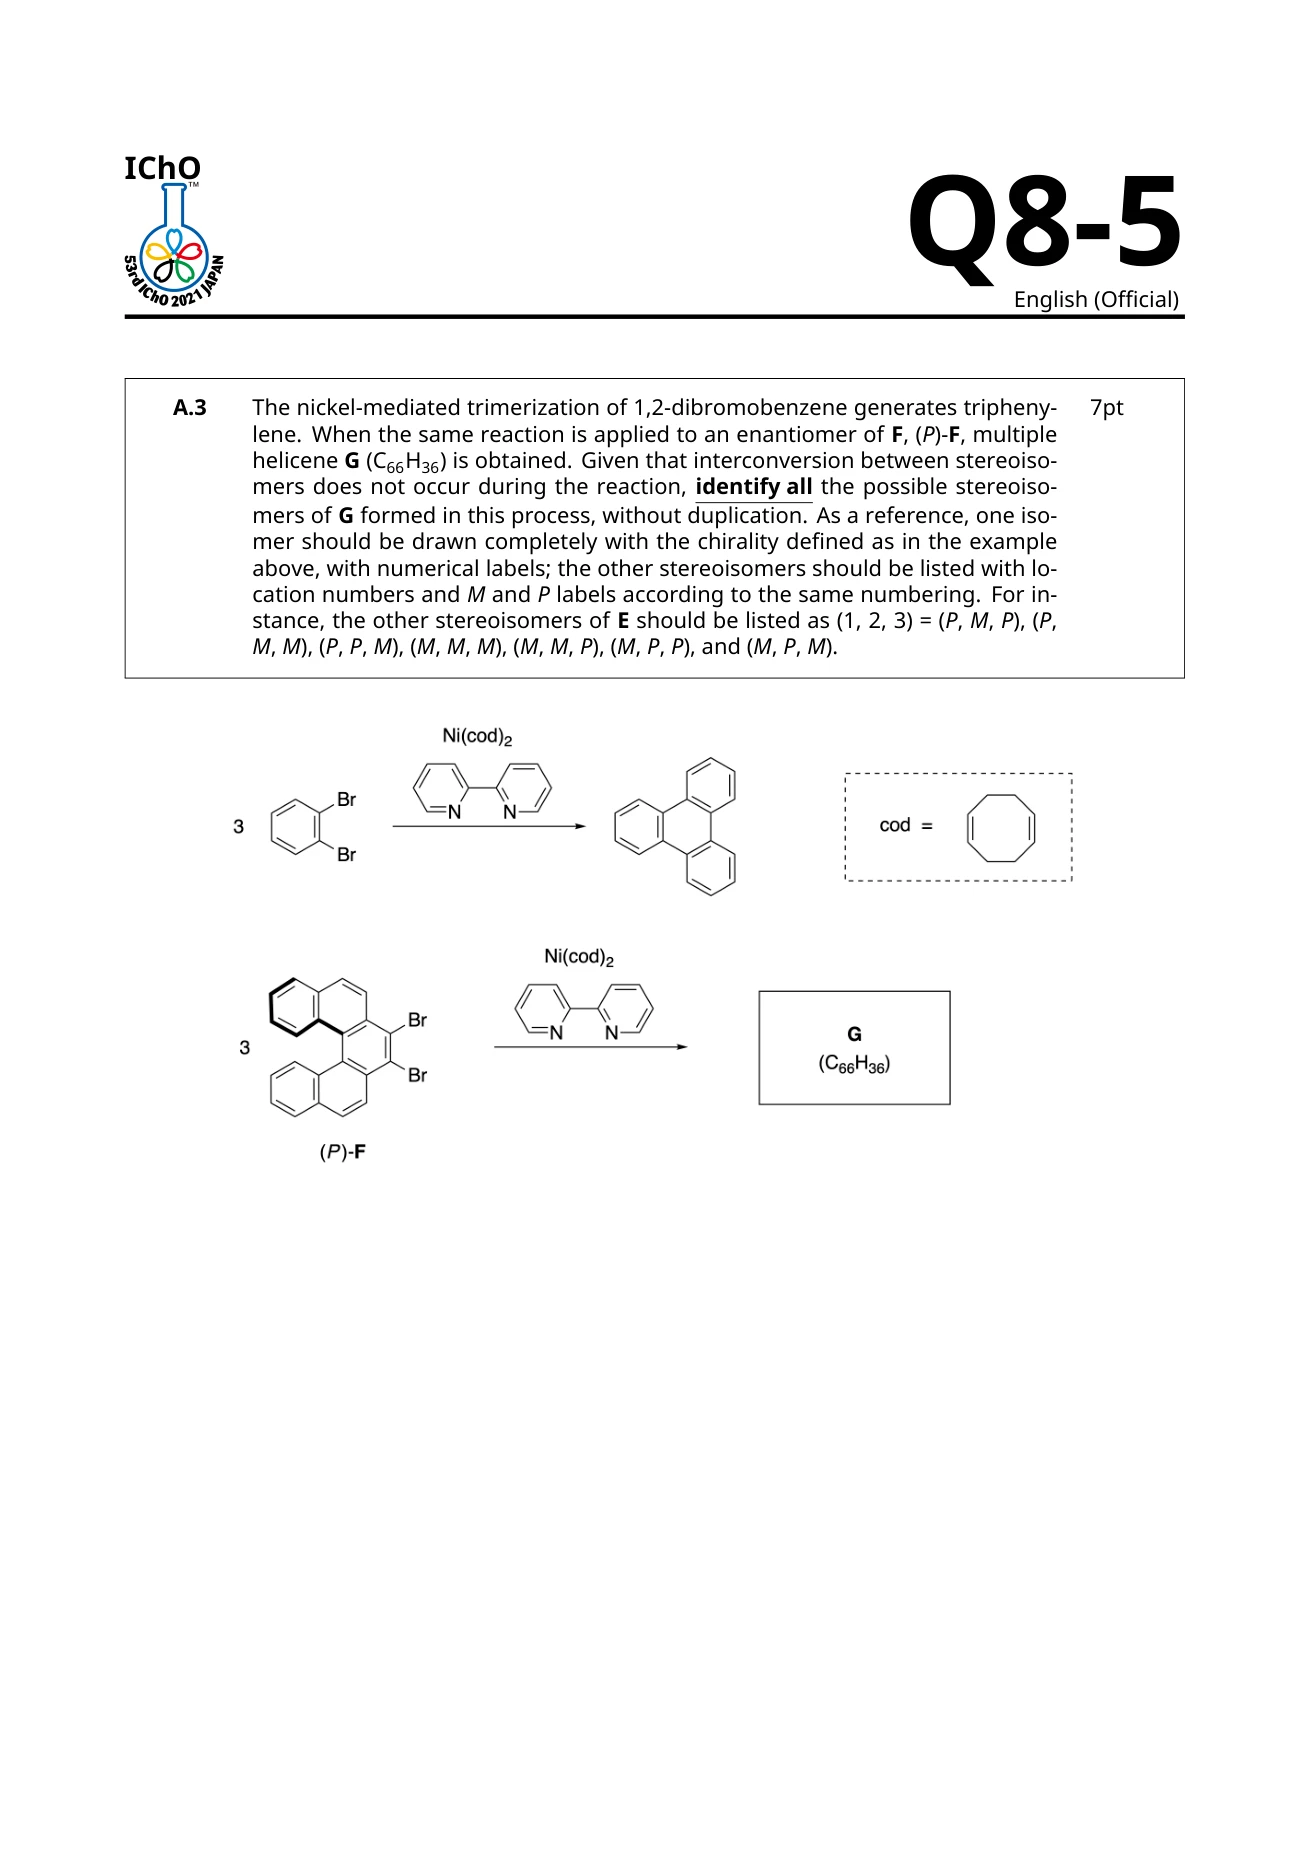 IChO
TM
53rd IChO 2021 JAPAN
Q8-5
English (Official)
A.3 The nickel-mediated trimerization of 1,2-dibromobenzene generates tripheny- 7pt
lene. When the same reaction is applied to an enantiomer of F, (P)-F, multiple
helicene G (C₆₆H₃₆) is obtained. Given that interconversion between stereoiso-
mers does not occur during the reaction, identify all the possible stereoiso-
mers of G formed in this process, without duplication. As a reference, one iso-
mer should be drawn completely with the chirality defined as in the example
above, with numerical labels; the other stereoisomers should be listed with lo-
cation numbers and M and P labels according to the same numbering. For in-
stance, the other stereoisomers of E should be listed as (1, 2, 3) = (P, M, P), (P,
M, M), (P, P, M), (M, M, M), (M, M, P), (M, P, P), and (M, P, M).
Ni(cod)₂
N N
3 Br
Br
cod =
Ni(cod)₂
N N
3 Br
Br
G
(C₆₆H₃₆)
(P)-F